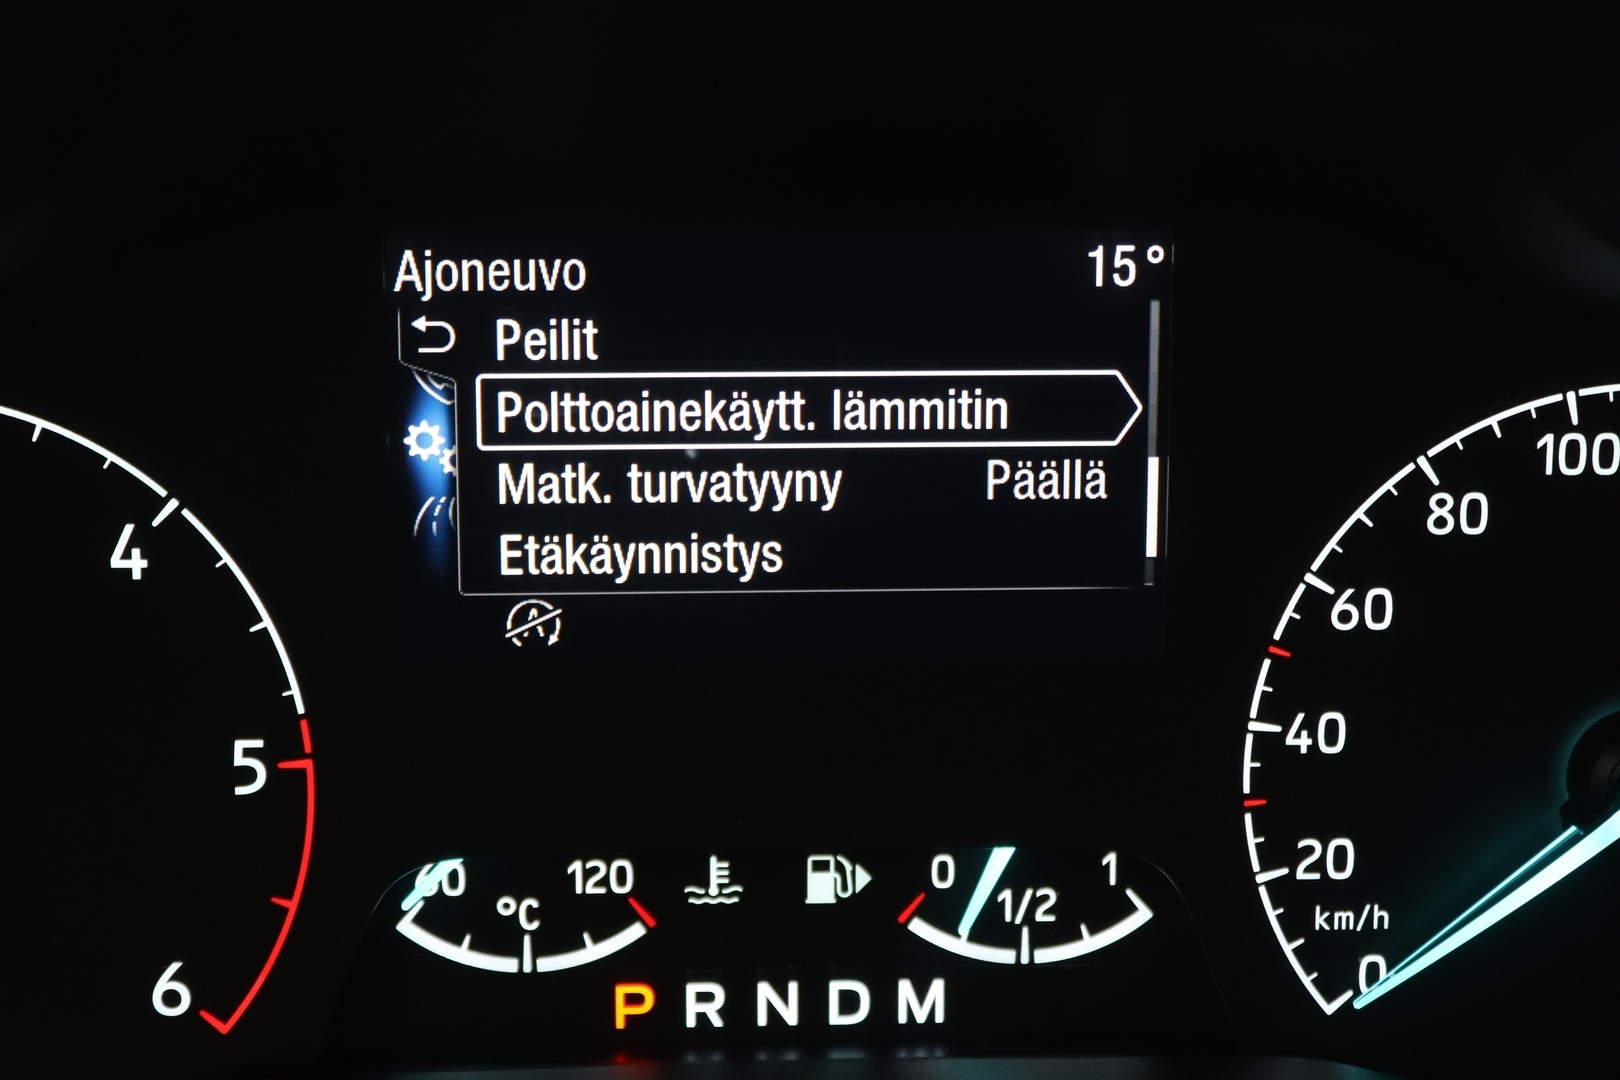 Ajoneuvo 15°
Peilit
Polttoainekäytt. lämmitin
Matk. turvatyyny Päällä
Etäkäynnistys
A
4
5
6
60 °C 120
0 1/2 1
P R N D M
100
80
60
40
20
km/h
0